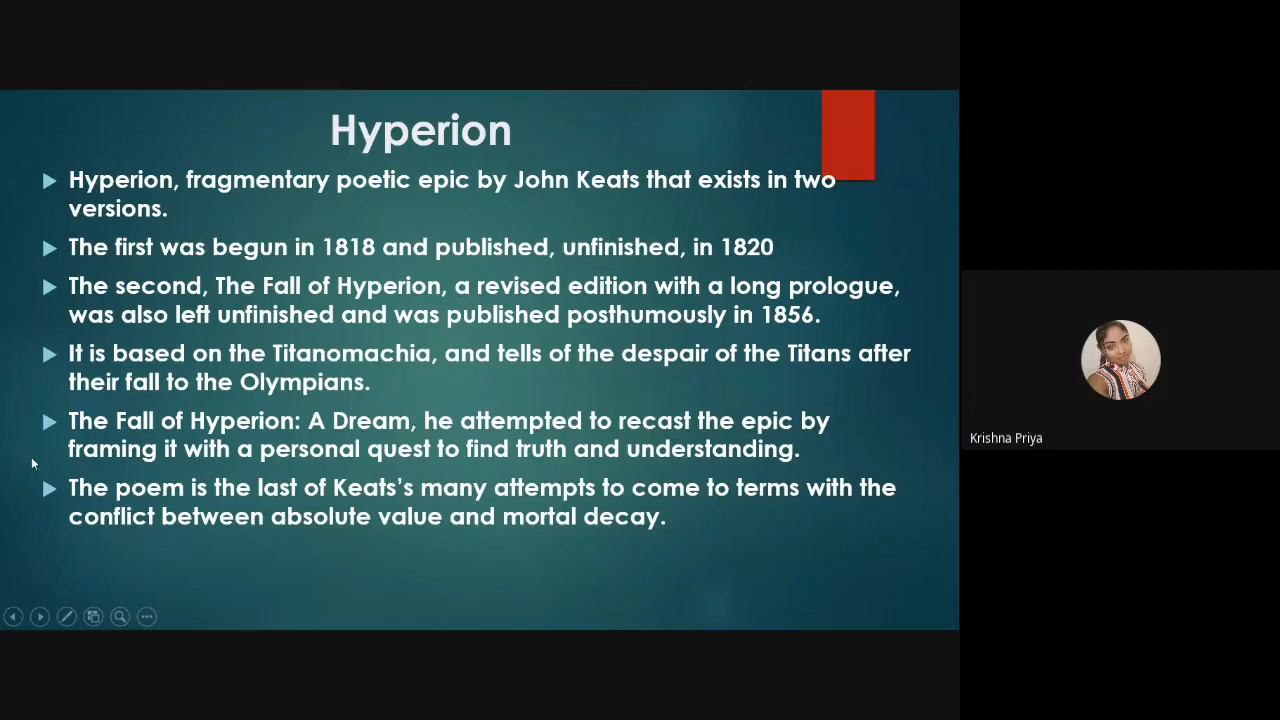 Hyperion
Hyperion, fragmentary poetic epic by John Keats that exists in two
versions.
The first was begun in 1818 and published, unfinished, in 1820
The second, The Fall of Hyperion, a revised edition with a long prologue,
was also left unfinished and was published posthumously in 1856.
It is based on the Titanomachia, and tells of the despair of the Titans after
their fall to the Olympians.
The Fall of Hyperion: A Dream, he attempted to recast the epic by
framing it with a personal quest to find truth and understanding.
The poem is the last of Keats’s many attempts to come to terms with the
conflict between absolute value and mortal decay.
Krishna Priya